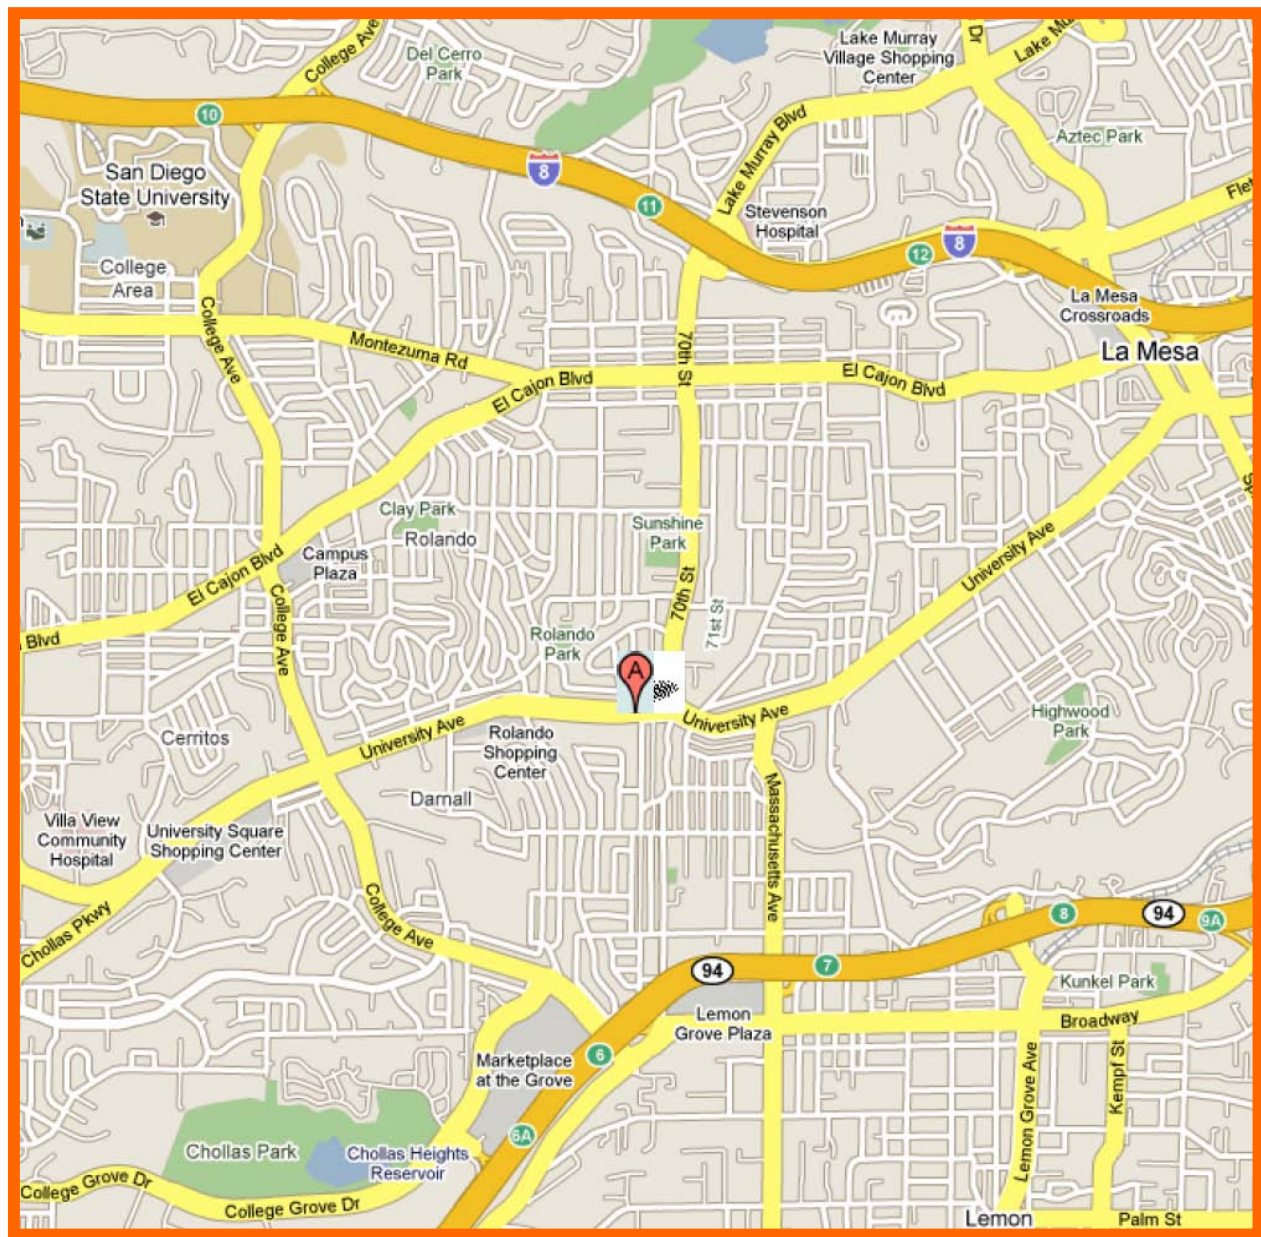 College Ave
Del Cerro
Park
Lake Murray
Village Shopping
Center
Dr
Aztec Park
10
San Diego
State University
8
Lake Murray Blvd
11
Stevenson
Hospital
12
8
College
Area
La Mesa
Crossroads
La Mesa
College Ave
Montezuma Rd
70th St
El Cajon Blvd
El Cajon Blvd
Clay Park
Rolando
Sunshine
Park
University Ave
Campus
Plaza
El Cajon Blvd
College Ave
70th St
71st St
Blvd
Rolando
Park
A
Highwood
Park
University Ave
University Ave
Cerritos
Rolando
Shopping
Center
Darnall
Massachusetts Ave
Villa View
Community
Hospital
University Square
Shopping Center
College Ave
Chollas Pkwy
8
94
9A
94
7
Kunkel Park
Lemon
Grove Plaza
Broadway
6
Marketplace
at the Grove
Lemon Grove Ave
Kempf St
6A
Chollas Park
Chollas Heights
Reservoir
College Grove Dr
College Grove Dr
Lemon
Palm St